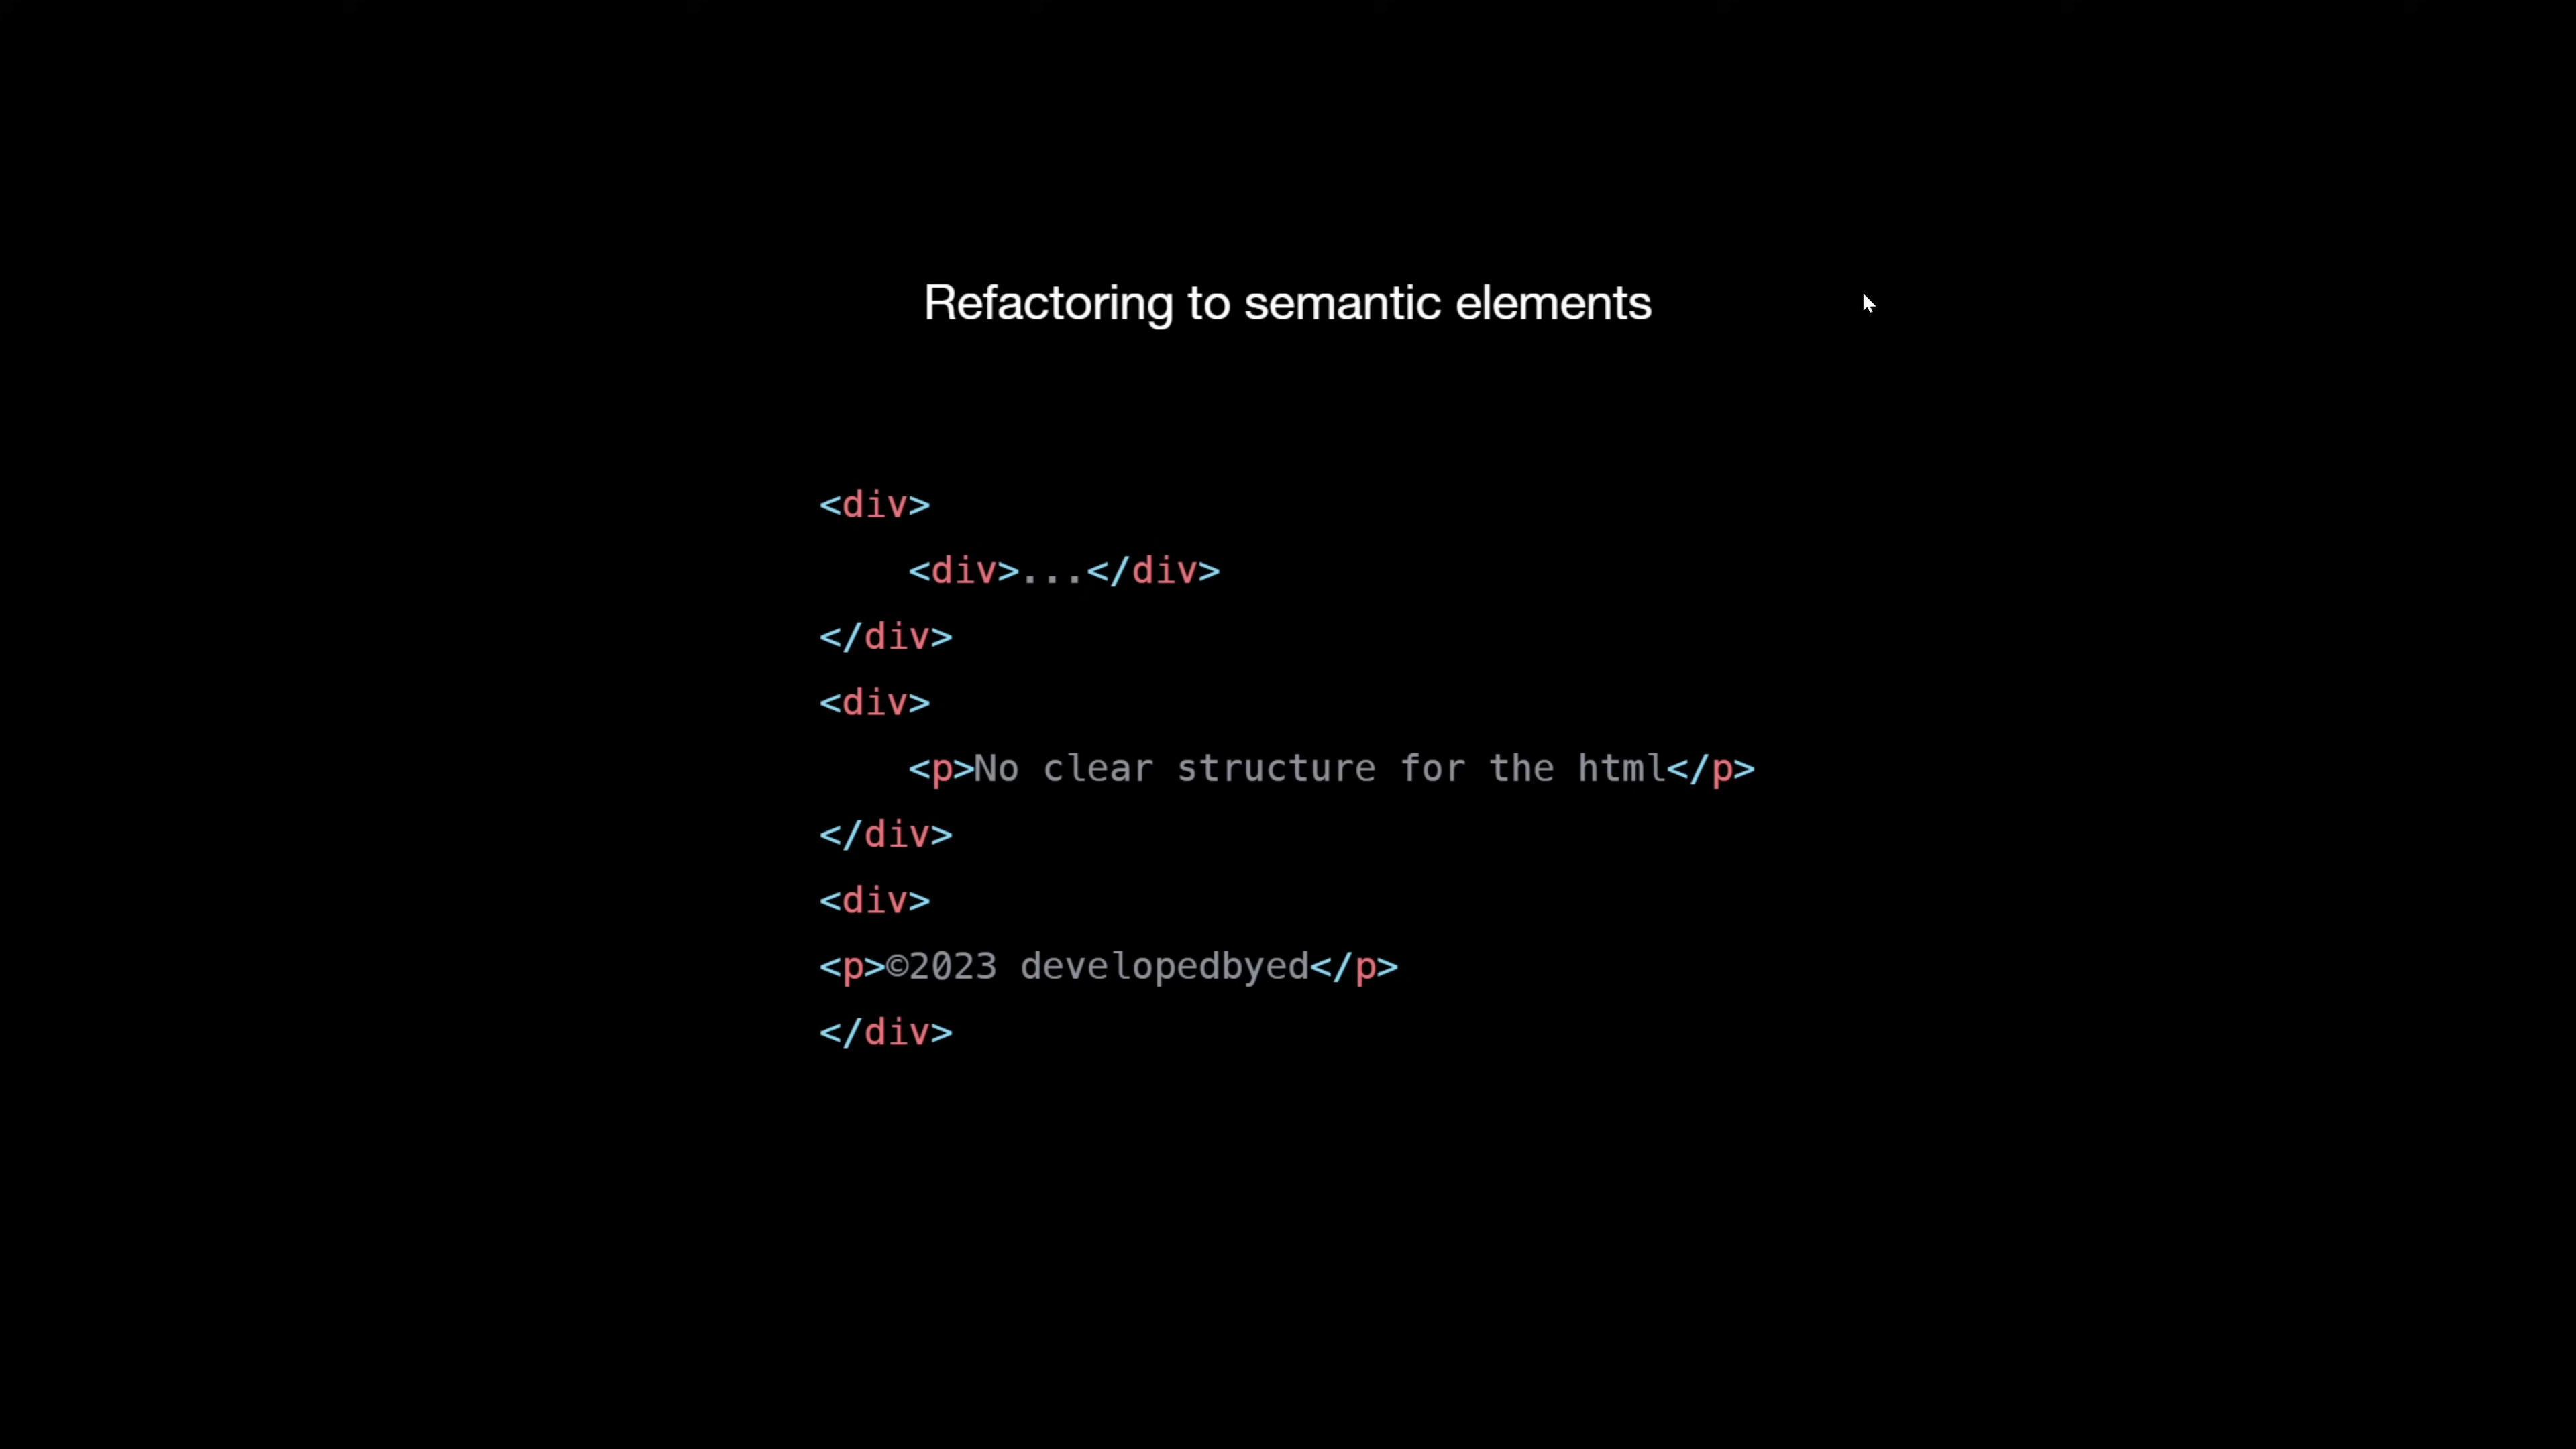 Refactoring to semantic elements
<div>
    <div>...</div>
</div>
<div>
    <p>No clear structure for the html</p>
</div>
<div>
<p>©2023 developedbyed</p>
</div>